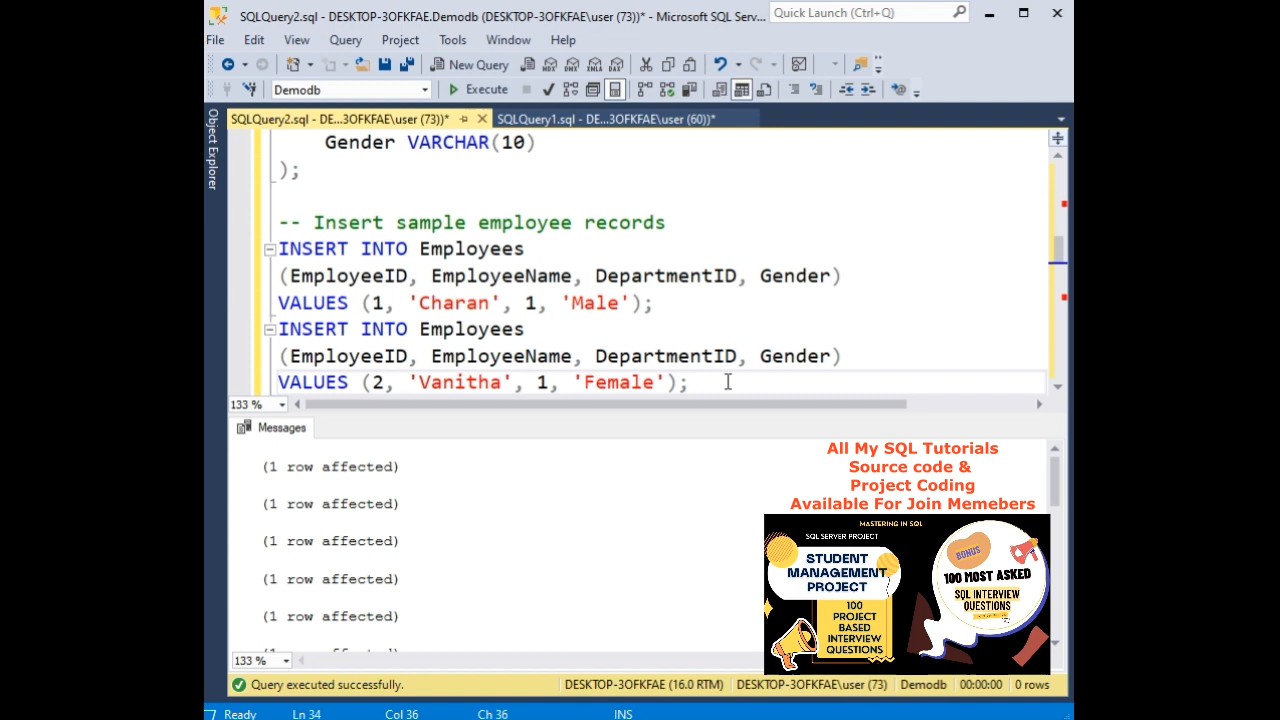 SQLQuery2.sql - DESKTOP-3OFKFAE.Demodb (DESKTOP-3OFKFAE\user (73))* - Microsoft SQL Serv...
Quick Launch (Ctrl+Q)
File Edit View Query Project Tools Window Help
New Query
MDX DMX XMLA DAX
Demodb
Execute
SQLQuery2.sql - DE...3OFKFAE\user (73))*
SQLQuery1.sql - DE...3OFKFAE\user (60))*
Object Explorer
Gender VARCHAR(10)
);
-- Insert sample employee records
INSERT INTO Employees
(EmployeeID, EmployeeName, DepartmentID, Gender)
VALUES (1, 'Charan', 1, 'Male');
INSERT INTO Employees
(EmployeeID, EmployeeName, DepartmentID, Gender)
VALUES (2, 'Vanitha', 1, 'Female');
133 %
Messages
(1 row affected)
(1 row affected)
(1 row affected)
(1 row affected)
(1 row affected)
All My SQL Tutorials
Source code &
Project Coding
Available For Join Memebers
MASTERING IN SQL
SQL SERVER PROJECT
STUDENT
MANAGEMENT
PROJECT
100
PROJECT
BASED
INTERVIEW
QUESTIONS
BONUS
100 MOST ASKED
SQL INTERVIEW
QUESTIONS
133 %
Query executed successfully.
DESKTOP-3OFKFAE (16.0 RTM)
DESKTOP-3OFKFAE\user (73)
Demodb
00:00:00
0 rows
Ready
Ln 34
Col 36
Ch 36
INS